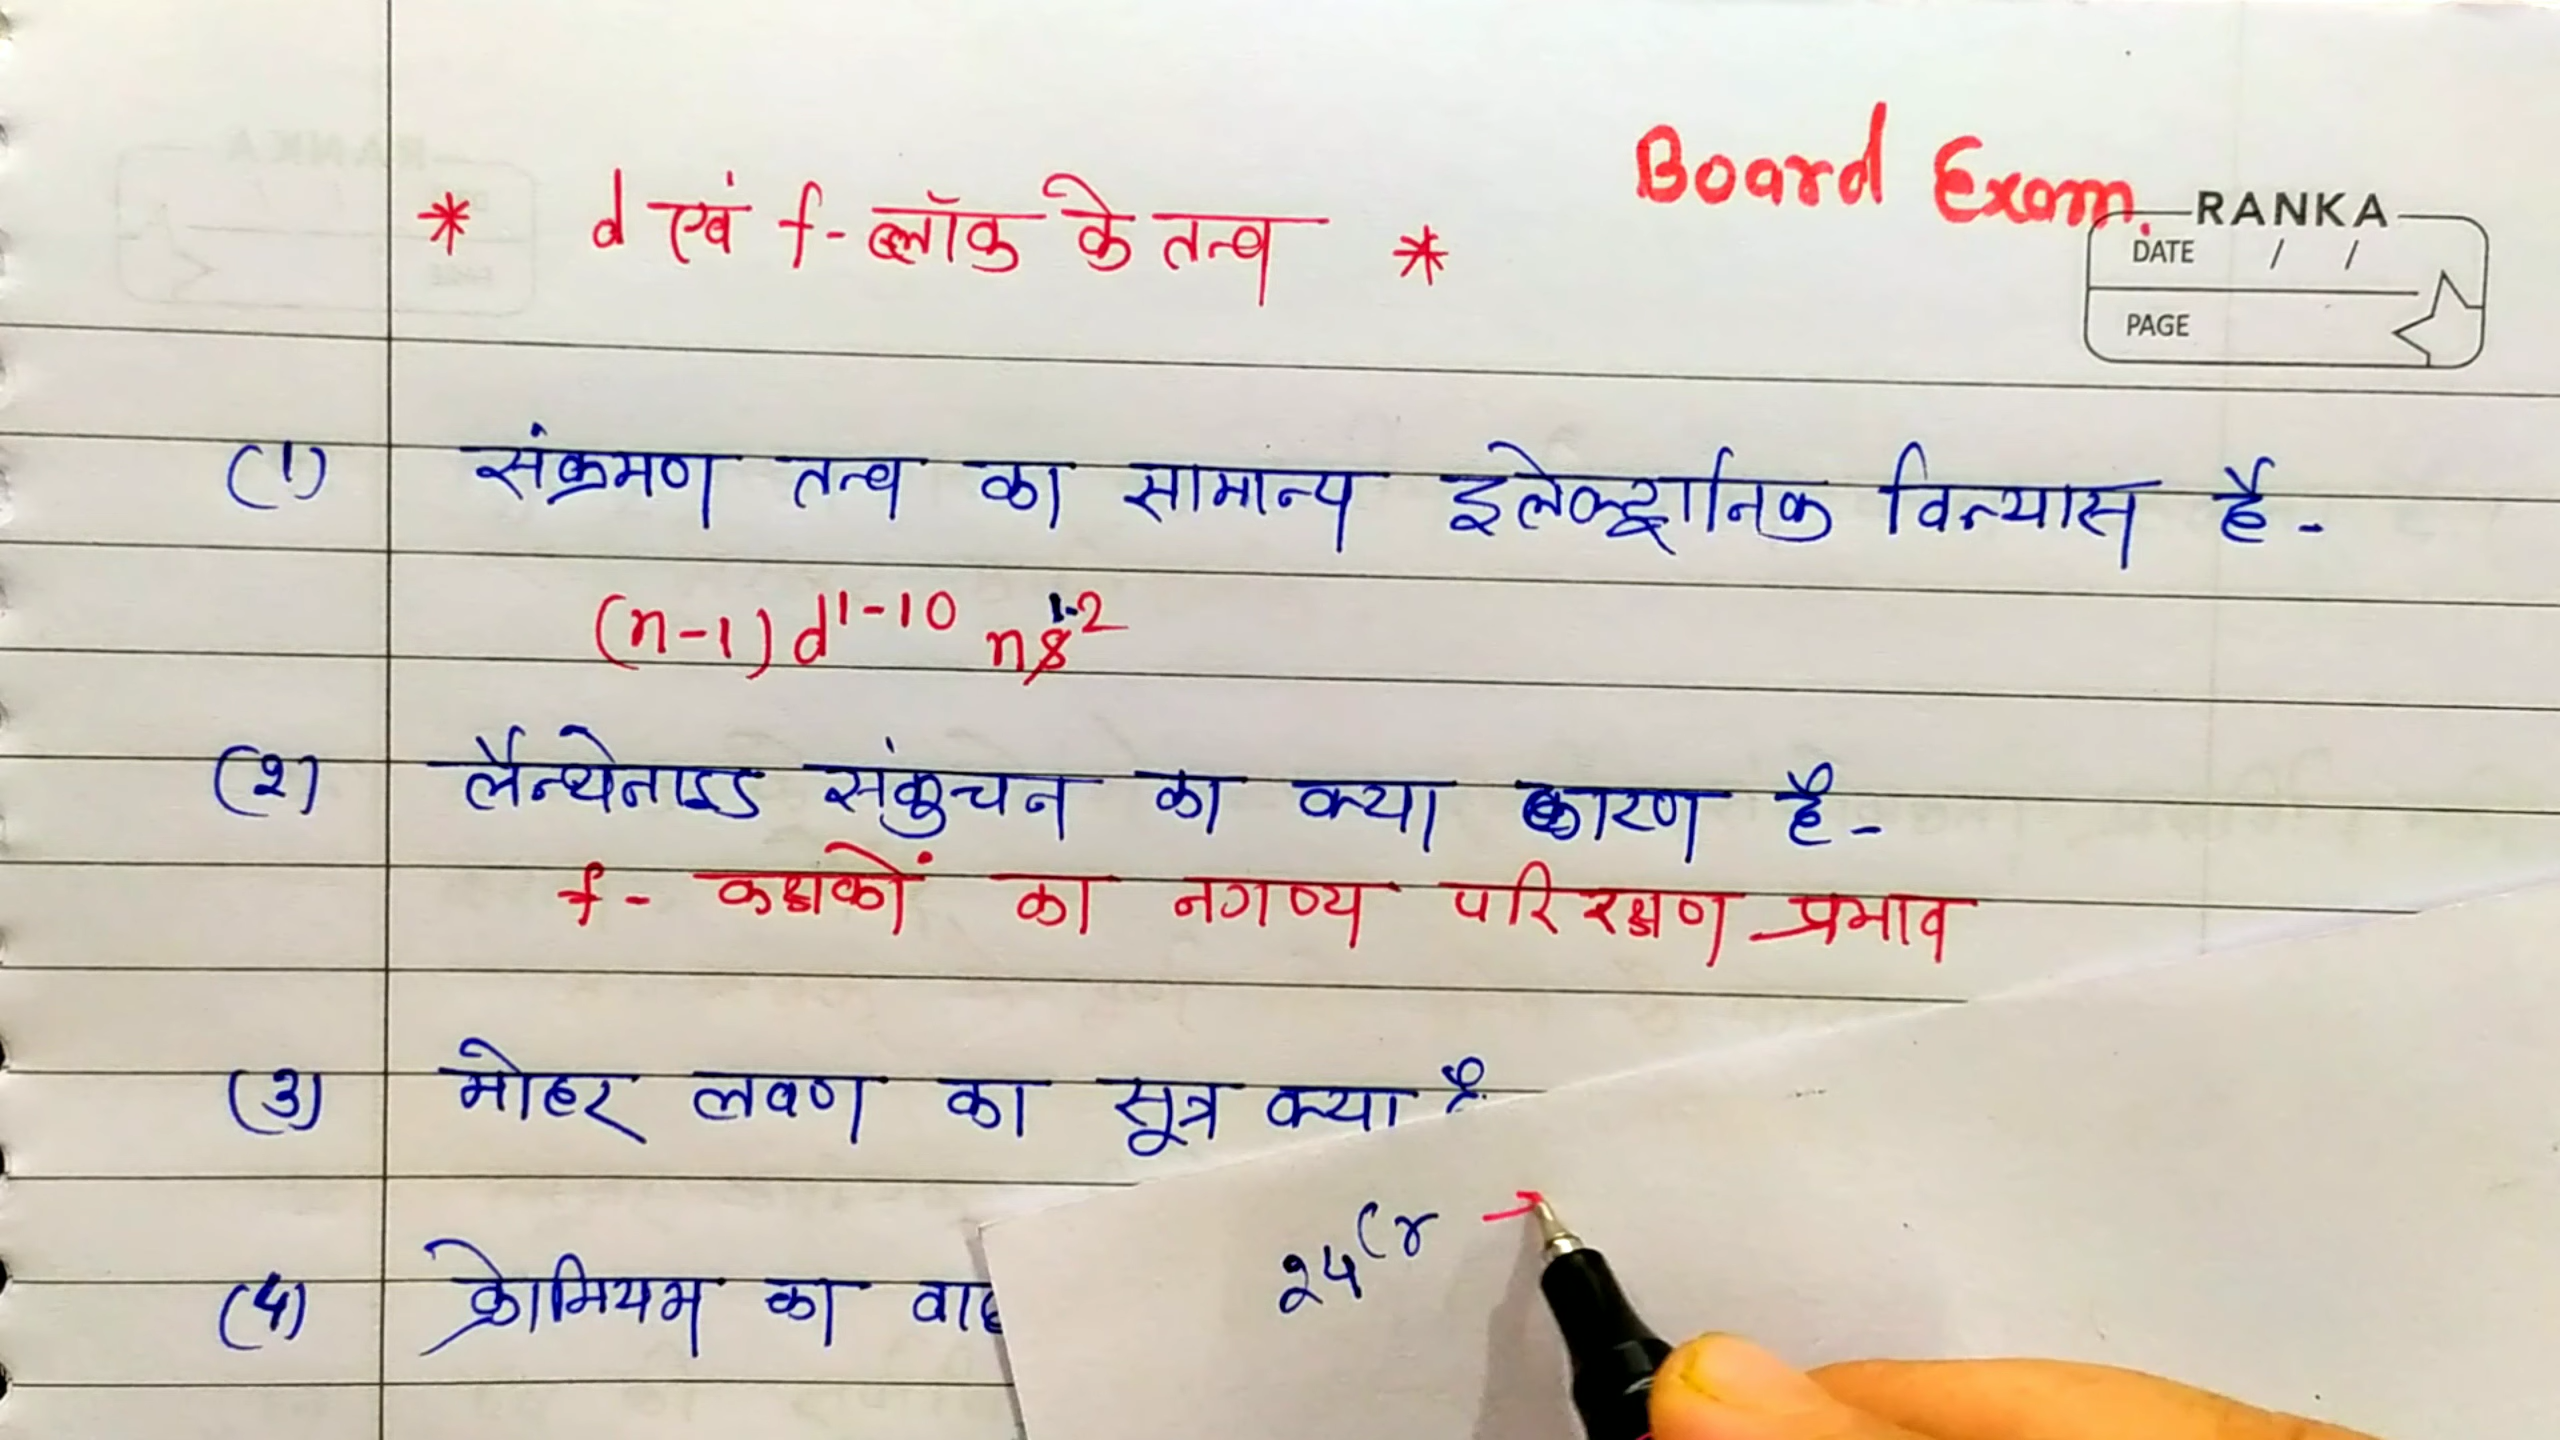 Board Exam.
* d एवं f-ब्लॉक के तत्व *
RANKA
DATE / /
PAGE
(1) संक्रमण तत्व का सामान्य इलेक्ट्रानिक विन्यास है -
(n-1) d¹⁻¹⁰ ns¹⁻²
(2) लैन्थेनाइड संकुचन का क्या कारण है -
f - कक्षकों का नगण्य परिरक्षण प्रभाव
(3) मोहर लवण का सूत्र क्या है
(4) क्रोमियम का
24Cr →